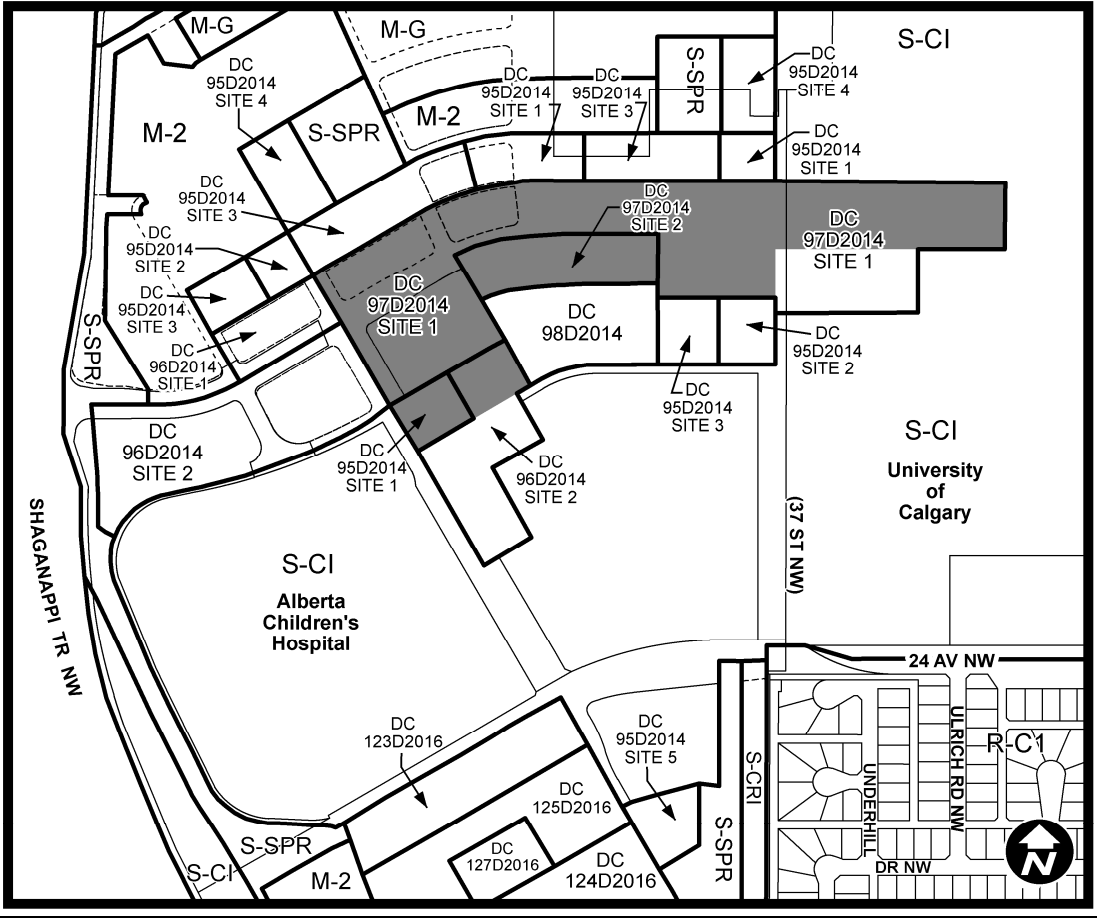 M-G
M-G
S-CI
DC
95D2014
SITE 4
DC
95D2014
SITE 1
DC
95D2014
SITE 3
S-SPR
DC
95D2014
SITE 4
M-2
S-SPR
M-2
DC
95D2014
SITE 1
DC
95D2014
SITE 3
DC
97D2014
SITE 2
DC
97D2014
SITE 1
DC
95D2014
SITE 2
DC
95D2014
SITE 3
DC
97D2014
SITE 1
DC
98D2014
S-SPR
DC
96D2014
SITE 1
DC
95D2014
SITE 2
DC
95D2014
SITE 3
DC
96D2014
SITE 2
DC
95D2014
SITE 1
DC
96D2014
SITE 2
S-CI
University
of
Calgary
SHAGANAPPI TR NW
(37 ST NW)
S-CI
Alberta
Children's
Hospital
24 AV NW
DC
123D2016
DC
95D2014
SITE 5
S-CRI
ULRICH RD NW
R-C1
UNDERHILL
DR NW
DC
125D2016
S-SPR
S-SPR
S-CI
M-2
DC
127D2016
DC
124D2016
N